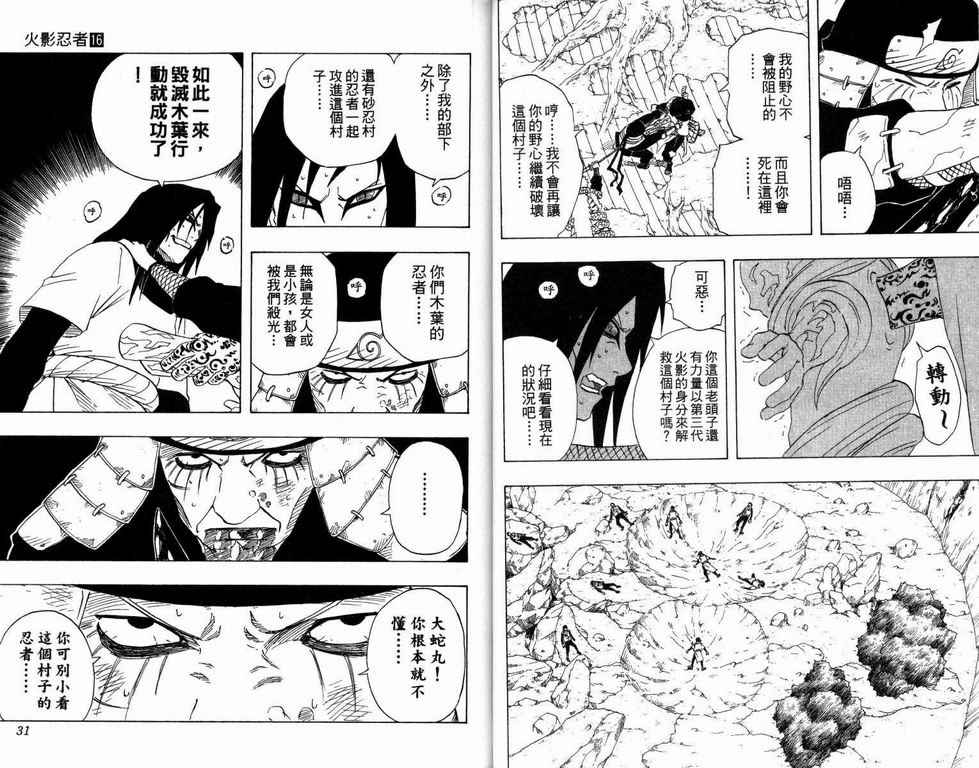 唔唔…
我的野心不
會被阻止的
而且你會
死在這裡
……！
哼……我不會再讓
你的野心繼續破壞
這個村子……
轉動～
可惡…
你這個老頭子還
有力量以第三代
火影的身分來解
救這個村子嗎？
呼
呼
仔細看看現在
的狀況吧……
火影忍者16
除了我的部下
之外……
呼
還有砂忍村
的忍者一起
攻進這個村
子……
呼
如此一來，
毀滅木葉行
動就成功了
！
呼
呼
你們木葉的
忍者…
呼
無論是女人或
是小孩，都會
被我們殺光…
……
大蛇丸！
你根本就不
懂……
你可別小看
這個村子的
忍者……
31